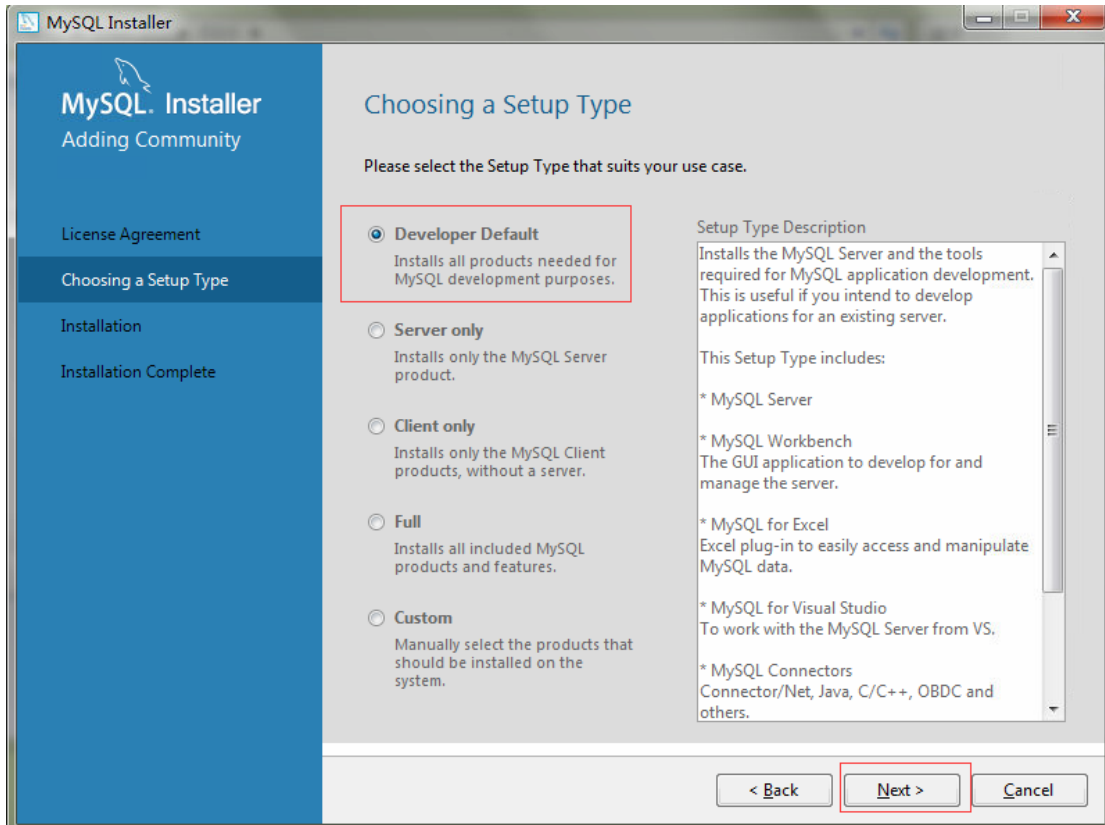 MySQL Installer
MySQL. Installer
Adding Community
License Agreement
Choosing a Setup Type
Installation
Installation Complete
Choosing a Setup Type
Please select the Setup Type that suits your use case.
Developer Default
Installs all products needed for
MySQL development purposes.
Server only
Installs only the MySQL Server
product.
Client only
Installs only the MySQL Client
products, without a server.
Full
Installs all included MySQL
products and features.
Custom
Manually select the products that
should be installed on the
system.
Setup Type Description
Installs the MySQL Server and the tools
required for MySQL application development.
This is useful if you intend to develop
applications for an existing server.
This Setup Type includes:
* MySQL Server
* MySQL Workbench
The GUI application to develop for and
manage the server.
* MySQL for Excel
Excel plug-in to easily access and manipulate
MySQL data.
* MySQL for Visual Studio
To work with the MySQL Server from VS.
* MySQL Connectors
Connector/Net, Java, C/C++, OBDC and
others.
< Back
Next >
Cancel